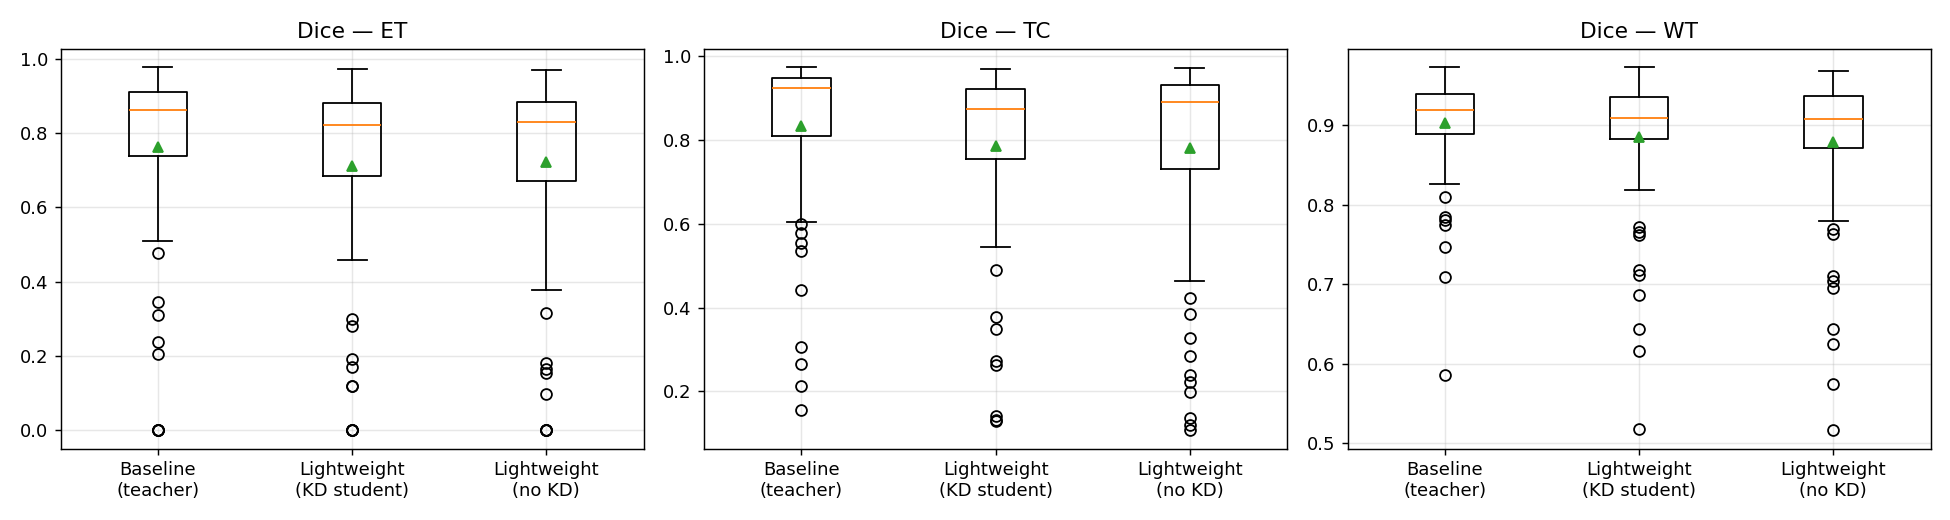 Dice — ET
1.0
0.8
0.6
0.4
0.2
0.0
Baseline
(teacher)
Lightweight
(KD student)
Lightweight
(no KD)
Dice — TC
1.0
0.8
0.6
0.4
0.2
Baseline
(teacher)
Lightweight
(KD student)
Lightweight
(no KD)
Dice — WT
0.9
0.8
0.7
0.6
0.5
Baseline
(teacher)
Lightweight
(KD student)
Lightweight
(no KD)